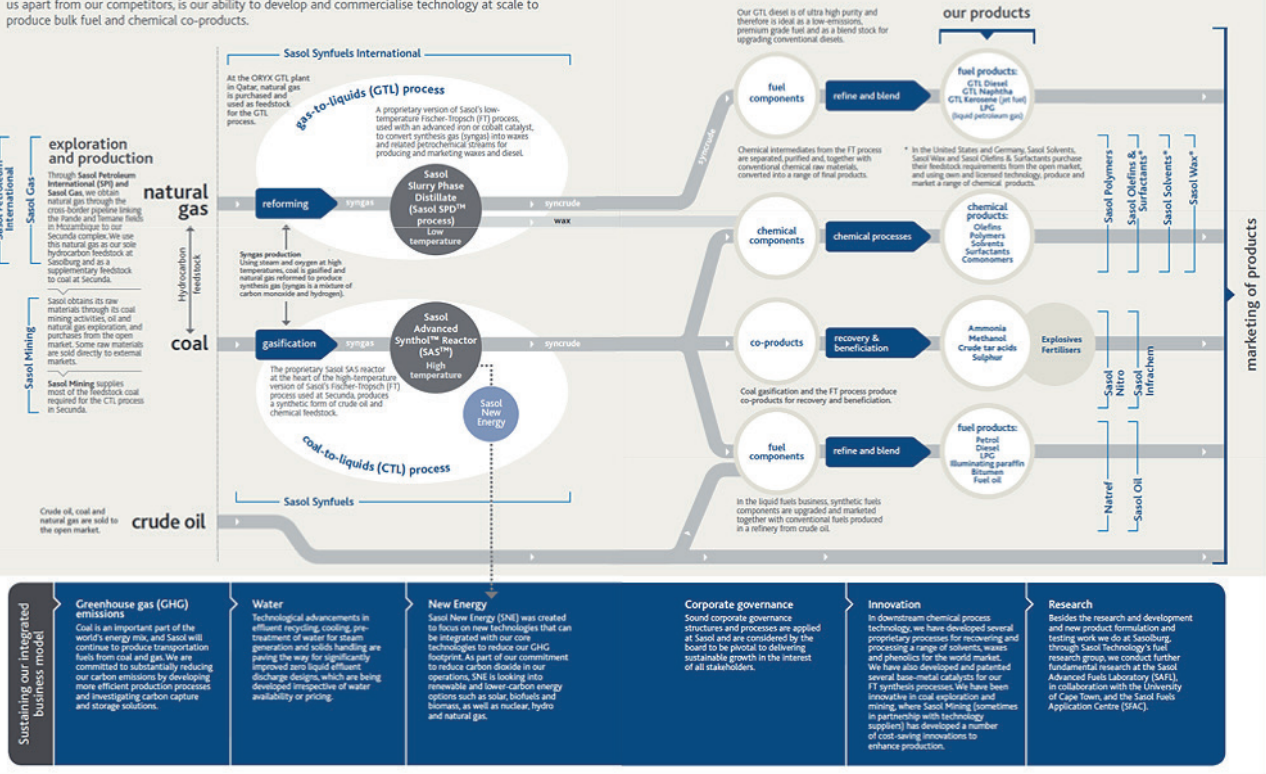 us apart from our competitors, is our ability to develop and commercialise technology at scale to
produce bulk fuel and chemical co-products.
Sasol Synfuels International
At the ORYX GTL plant
in Qatar, natural gas
is purchased and
used as feedstock
for the GTL
process.
gas-to-liquids (GTL) process
A proprietary version of Sasol's low-
temperature Fischer-Tropsch (FT) process,
used with an advanced iron or cobalt catalyst,
to convert synthesis gas (syngas) into waxes
and related petrochemical streams for
producing and marketing waxes and diesel.
International
Sasol Gas
exploration
and production
Through Sasol Petroleum
International (SPI) and
Sasol Gas, we obtain
natural gas through the
cross-border pipeline linking
the Pande and Temane fields
in Mozambique to our
Secunda complex. We use
this natural gas as our sole
hydrocarbon feedstock at
Sasolburg and as a
supplementary feedstock
to coal at Secunda.
Sasol Mining
Sasol obtains its raw
materials through its coal
mining activities, oil and
natural gas exploration, and
purchases from the open
market. Some raw materials
are sold directly to external
markets.
Sasol Mining supplies
most of the feedstock coal
required for the CTL process
in Secunda.
natural
gas
Hydrocarbon
feedstock
coal
reforming
syngas
Sasol
Slurry Phase
Distillate
(Sasol SPD™
process)
Low
temperature
syncrude
wax
syncrude
Syngas production
Using steam and oxygen at high
temperatures, coal is gasified and
natural gas reformed to produce
synthesis gas (syngas is a mixture of
carbon monoxide and hydrogen).
gasification
syngas
Sasol
Advanced
Synthol™ Reactor
(SAS™)
High
temperature
syncrude
The proprietary Sasol SAS reactor
at the heart of the high-temperature
version of Sasol's Fischer-Tropsch (FT)
process used at Secunda, produces
a synthetic form of crude oil and
chemical feedstock.
Sasol
New
Energy
coal-to-liquids (CTL) process
Sasol Synfuels
Crude oil, coal and
natural gas are sold to
the open market.
crude oil
Our GTL diesel is of ultra high purity and
therefore is ideal as a low-emissions,
premium grade fuel and as a blend stock for
upgrading conventional diesels.
our products
fuel
components
refine and blend
fuel products:
GTL Diesel
GTL Naphtha
GTL Kerosene (jet fuel)
LPG
(liquid petroleum gas)
Chemical intermediates from the FT process
are separated, purified and, together with
conventional chemical raw materials,
converted into a range of final products.
* In the United States and Germany, Sasol Solvents,
Sasol Wax and Sasol Olefins & Surfactants purchase
their feedstock requirements from the open market,
and using own and licensed technology, produce and
market a range of chemical products.
chemical
components
chemical processes
chemical
products:
Olefins
Polymers
Solvents
Surfactants
Comonomers
Sasol Polymers
Sasol Olefins &
Surfactants*
Sasol Solvents*
Sasol Wax*
co-products
recovery &
beneficiation
Ammonia
Methanol
Crude tar acids
Sulphur
Explosives
Fertilisers
Sasol
Nitro
Sasol
Infrachem
Coal gasification and the FT process produce
co-products for recovery and beneficiation.
fuel
components
refine and blend
fuel products:
Petrol
Diesel
LPG
Illuminating paraffin
Bitumen
Fuel oil
Natref
Sasol Oil
In the liquid fuels business, synthetic fuels
components are upgraded and marketed
together with conventional fuels produced
in a refinery from crude oil.
marketing of products
Sustaining our integrated
business model
Greenhouse gas (GHG)
emissions
Coal is an important part of the
world's energy mix, and Sasol will
continue to produce transportation
fuels from coal and gas. We are
committed to substantially reducing
our carbon emissions by developing
more efficient production processes
and investigating carbon capture
and storage solutions.
Water
Technological advancements in
effluent recycling, cooling, pre-
treatment of water for steam
generation and solids handling are
paving the way for significantly
improved zero liquid effluent
discharge designs, which are being
developed irrespective of water
availability or pricing.
New Energy
Sasol New Energy (SNE) was created
to focus on new technologies that can
be integrated with our core
technologies to reduce our GHG
footprint. As part of our commitment
to reduce carbon dioxide in our
operations, SNE is looking into
renewable and lower-carbon energy
options such as solar, biofuels and
biomass, as well as nuclear, hydro
and natural gas.
Corporate governance
Sound corporate governance
structures and processes are applied
at Sasol and are considered by the
board to be pivotal to delivering
sustainable growth in the interest
of all stakeholders.
Innovation
In downstream chemical process
technology, we have developed several
proprietary processes for recovering and
processing a range of solvents, waxes
and phenolics for the world market.
We have also developed and patented
several base-metal catalysts for our
FT synthesis processes. We have been
innovative in coal exploration and
mining, where Sasol Mining (sometimes
in partnership with technology
suppliers) has developed a number
of cost-saving innovations to
enhance production.
Research
Besides the research and development
and new product formulation and
testing work we do at Sasolburg,
through Sasol Technology's fuel
research group, we conduct further
fundamental research at the Sasol
Advanced Fuels Laboratory (SAFL),
in collaboration with the University
of Cape Town, and the Sasol Fuels
Application Centre (SFAC).